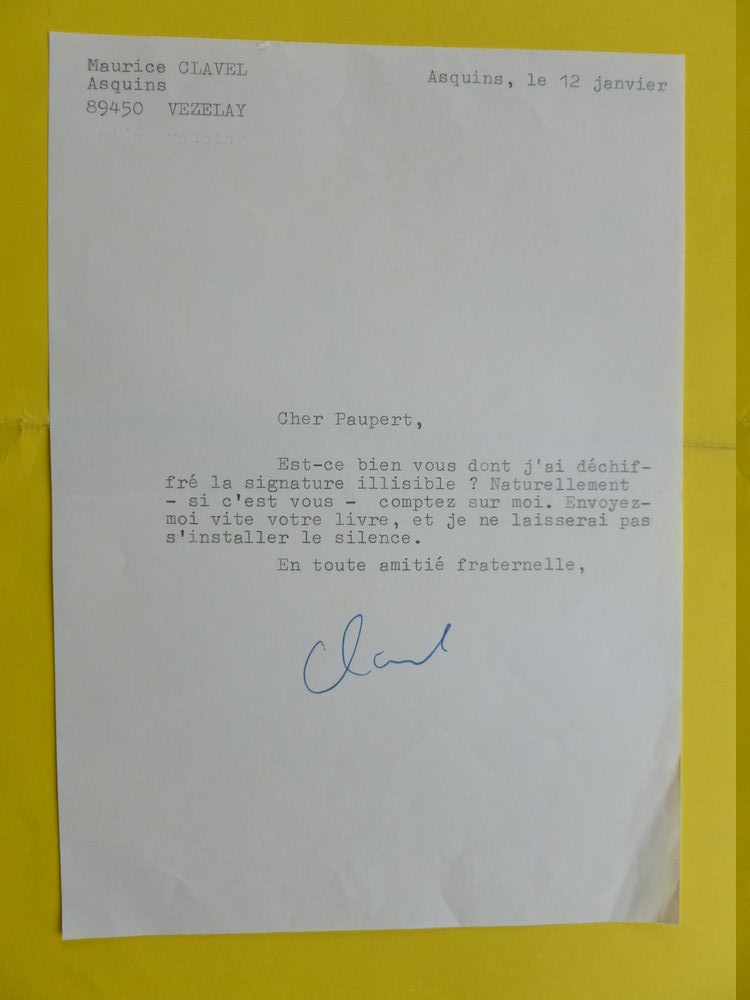 Maurice CLAVEL
Asquins
89450 VEZELAY
Asquins, le 12 janvier
Cher Paupert,
Est-ce bien vous dont j'ai déchif-
fré la signature illisible ? Naturellement
- si c'est vous - comptez sur moi. Envoyez-
moi vite votre livre, et je ne laisserai pas
s'installer le silence.
En toute amitié fraternelle,
Clavel